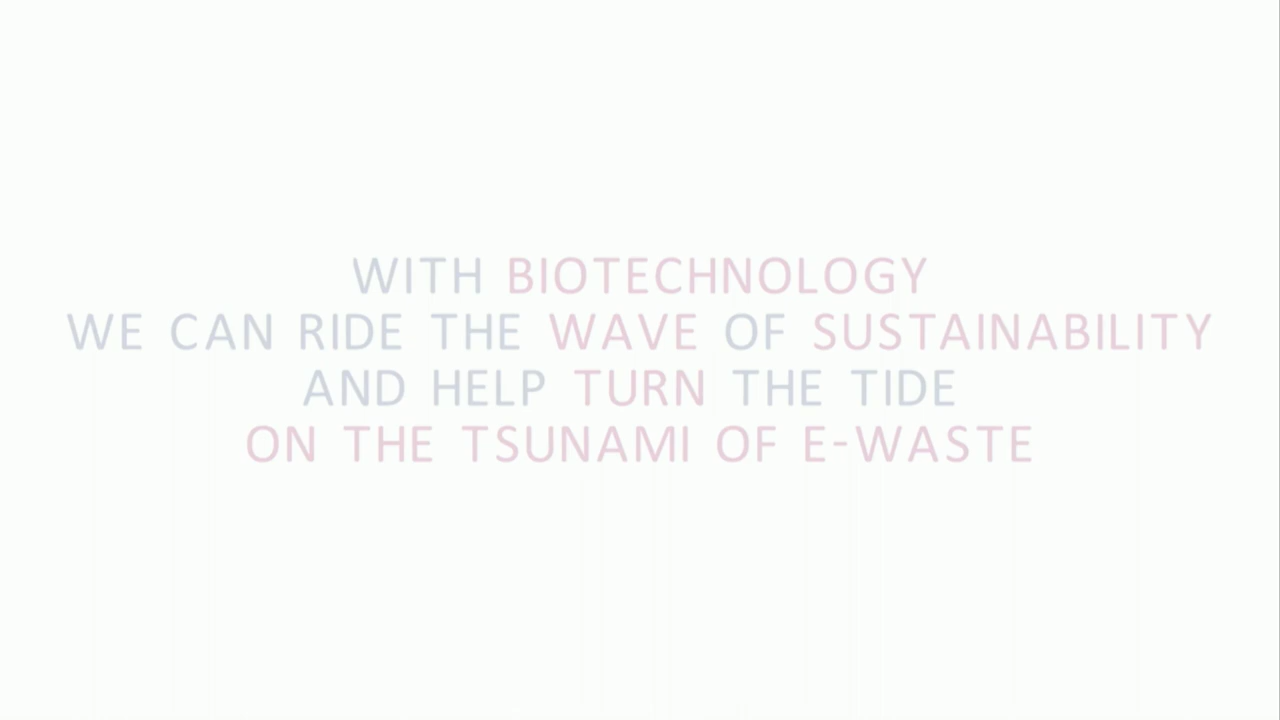 WITH BIOTECHNOLOGY
WE CAN RIDE THE WAVE OF SUSTAINABILITY
AND HELP TURN THE TIDE
ON THE TSUNAMI OF E-WASTE